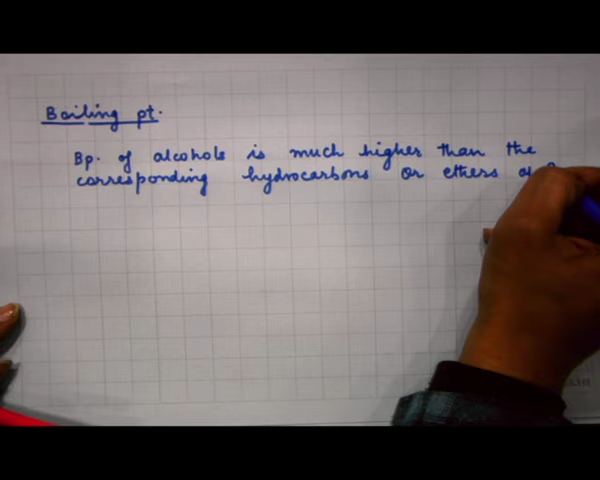 Boiling pt.
Bp. of alcohols is much higher than the
corresponding hydrocarbons or ethers